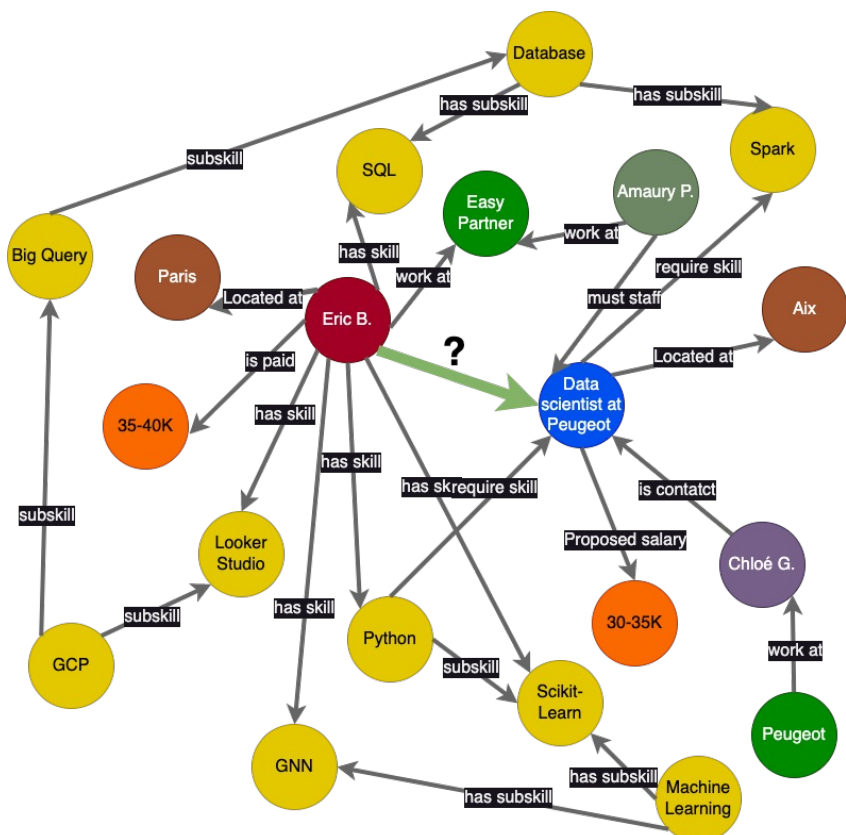 Database
has subskill
has subskill
subskill
SQL
Spark
Easy
Partner
Amaury P.
Big Query
has skill
work at
work at
require skill
Paris
Located at
must staff
Aix
Eric B.
?
Located at
is paid
Data
scientist at
Peugeot
35-40K
has skill
has skill
has sk
require skill
is contatct
subskill
Looker
Studio
Proposed salary
Chloé G.
has skill
subskill
30-35K
Python
subskill
work at
GCP
Scikit-
Learn
Peugeot
GNN
has subskill
has subskill
Machine
Learning